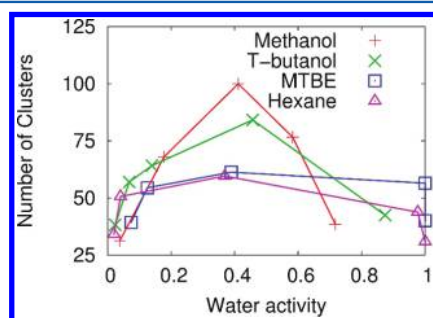 125
100
75
50
25
Number of Clusters
Methanol
T-butanol
MTBE
Hexane
0 0.2 0.4 0.6 0.8 1
Water activity